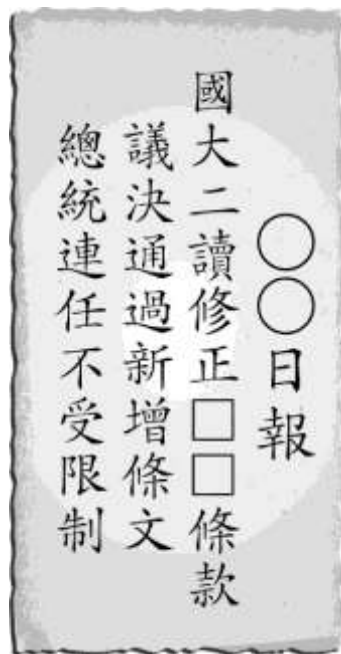 ○○日報
國大二讀修正□□條款
議決通過新增條文
總統連任不受限制